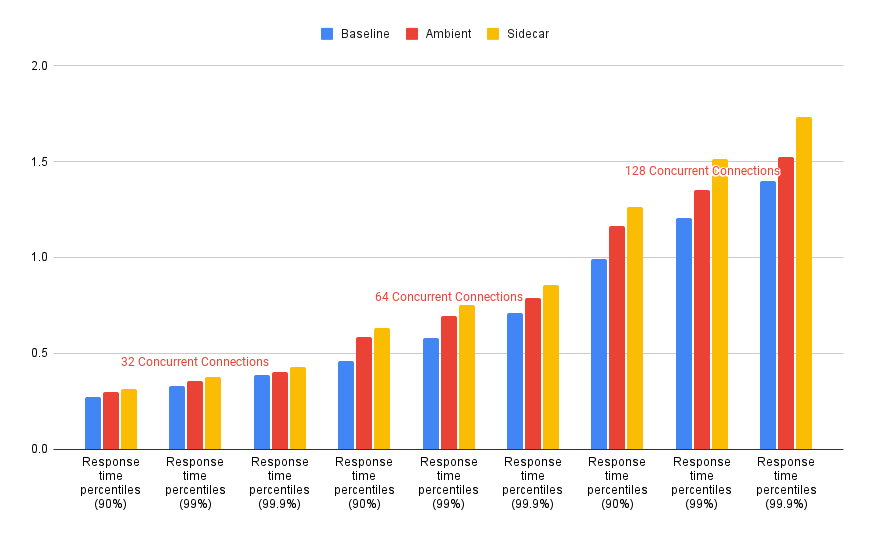 Baseline Ambient Sidecar
2.0
1.5
128 Concurrent Connections
1.0
64 Concurrent Connections
0.5
32 Concurrent Connections
0.0
Response time percentiles (90%)
Response time percentiles (99%)
Response time percentiles (99.9%)
Response time percentiles (90%)
Response time percentiles (99%)
Response time percentiles (99.9%)
Response time percentiles (90%)
Response time percentiles (99%)
Response time percentiles (99.9%)